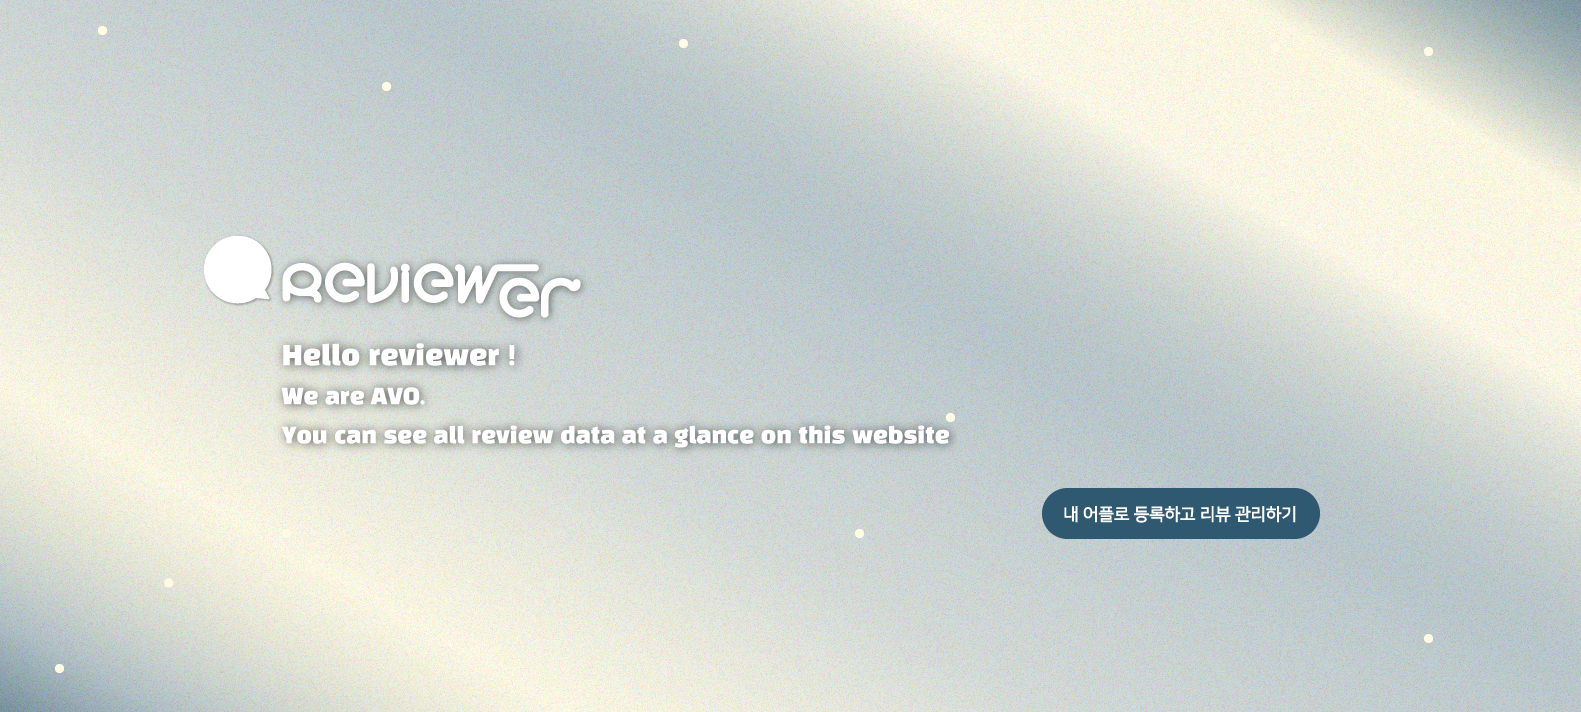 Reviewer
Hello reviewer !
We are AVO.
You can see all review data at a glance on this website
내 어플로 등록하고 리뷰 관리하기